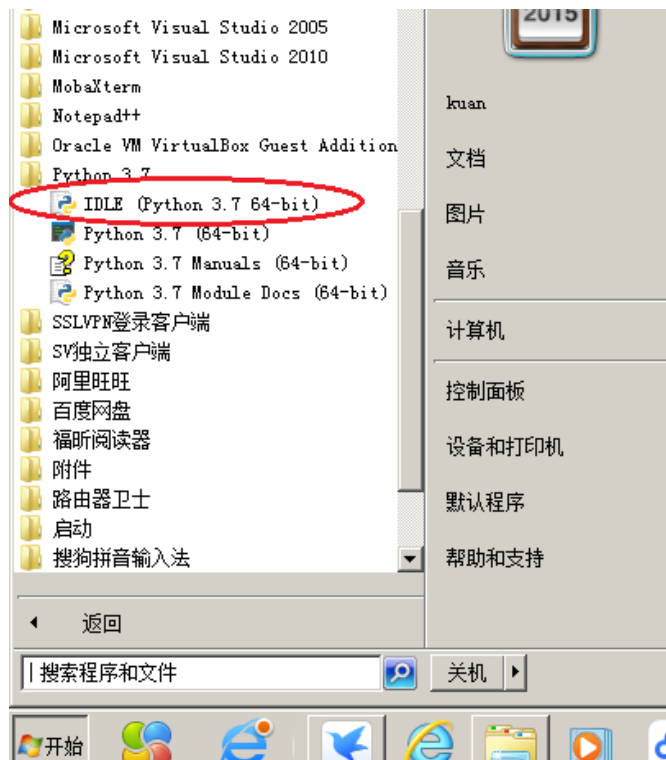 Microsoft Visual Studio 2005
Microsoft Visual Studio 2010
MobaXterm
Notepad++
Oracle VM VirtualBox Guest Addition
Python 3.7
IDLE (Python 3.7 64-bit)
Python 3.7 (64-bit)
Python 3.7 Manuals (64-bit)
Python 3.7 Module Docs (64-bit)
SSLVPN登录客户端
SV独立客户端
阿里旺旺
百度网盘
福昕阅读器
附件
路由器卫士
启动
搜狗拼音输入法
返回
搜索程序和文件
2015
kuan
文档
图片
音乐
计算机
控制面板
设备和打印机
默认程序
帮助和支持
关机
开始